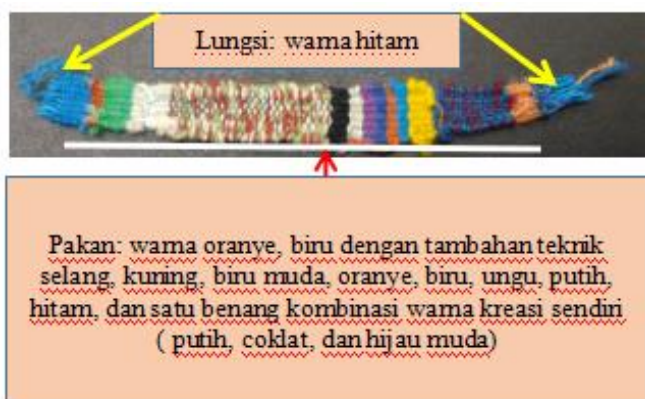 Lungsi: warna hitam
Pakan: warna oranye, biru dengan tambahan teknik
selang, kuning, biru muda, oranye, biru, ungu, putih,
hitam, dan satu benang kombinasi warna kreasi sendiri
( putih, coklat, dan hijau muda)